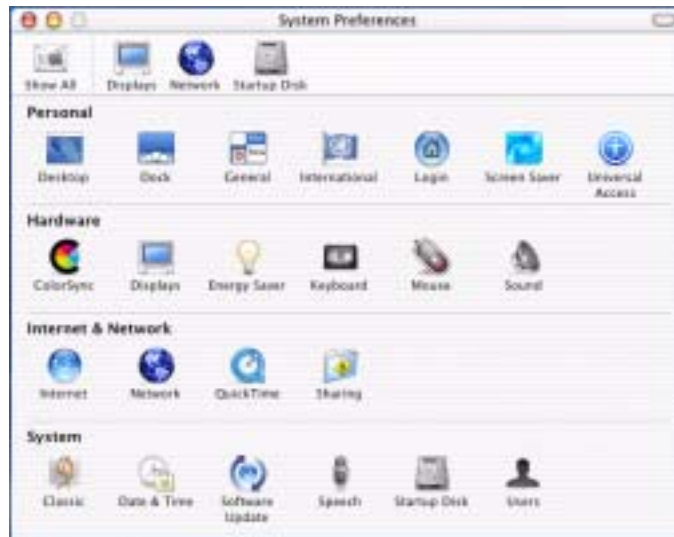 System Preferences
Show All Displays Network Startup Disk
Personal
Desktop Dock General International Login Screen Saver Universal Access
Hardware
ColorSync Displays Energy Saver Keyboard Mouse Sound
Internet & Network
Internet Network QuickTime Sharing
System
Classic Date & Time Software Update Speech Startup Disk Users